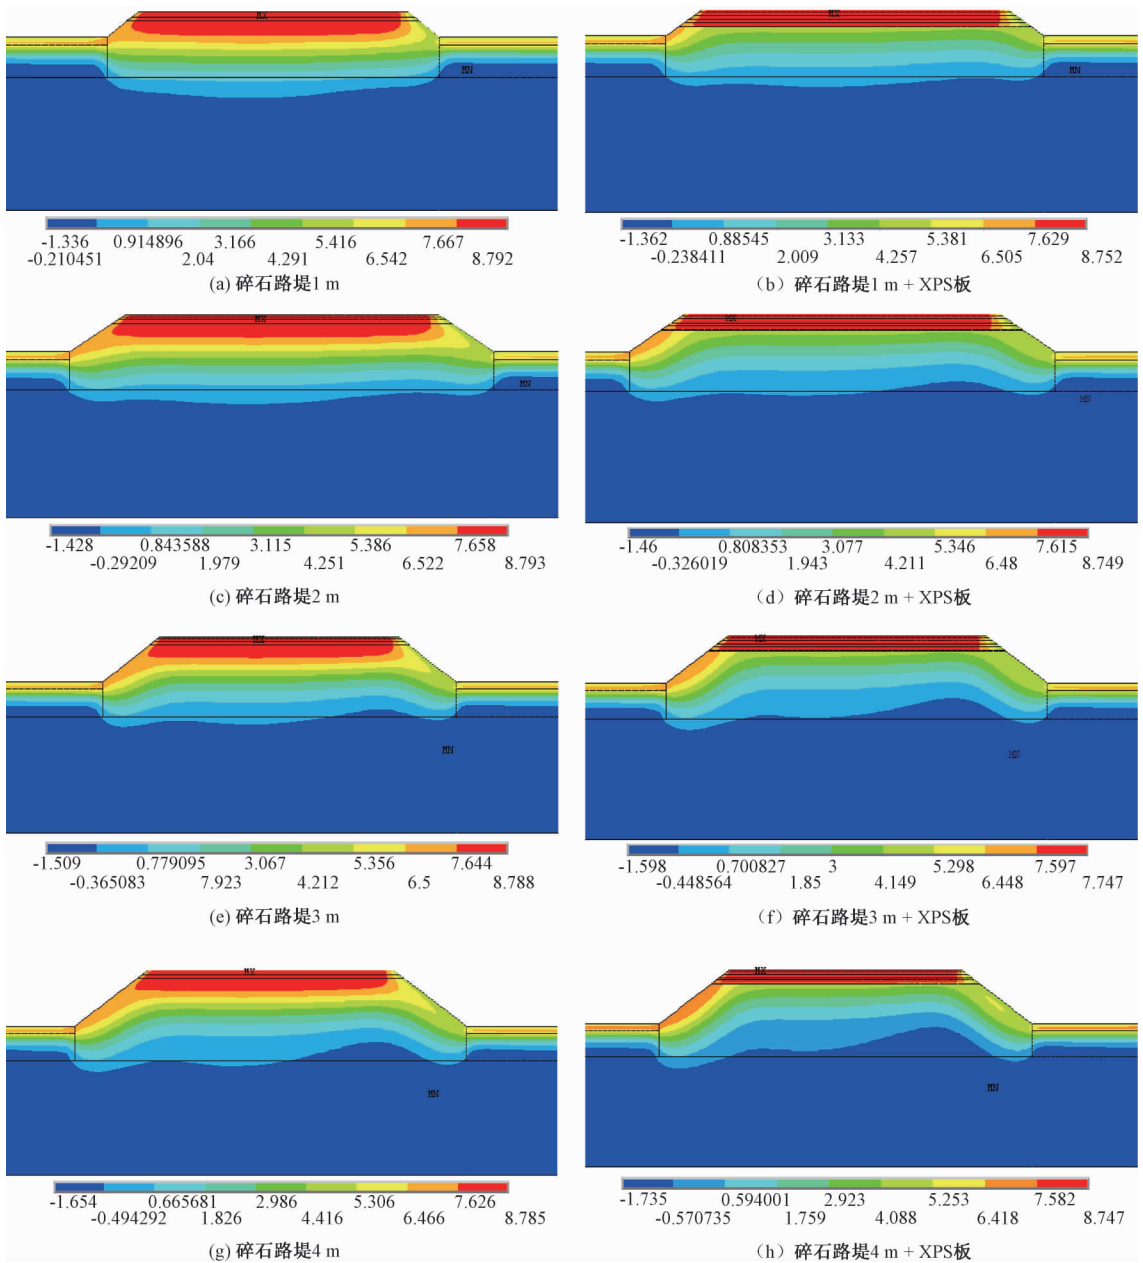 MX
MX
MN
MN
-1.336 0.914896 3.166 5.416 7.667
-0.210451 2.04 4.291 6.542 8.792
(a) 碎石路堤1 m
-1.362 0.88545 3.133 5.381 7.629
-0.238411 2.009 4.257 6.505 8.752
（b）碎石路堤1 m + XPS板
MX
MX
MN
MN
-1.428 0.843588 3.115 5.386 7.658
-0.29209 1.979 4.251 6.522 8.793
(c) 碎石路堤2 m
-1.46 0.808353 3.077 5.346 7.615
-0.326019 1.943 4.211 6.48 8.749
（d）碎石路堤2 m + XPS板
MX
MX
MN
MN
-1.509 0.779095 3.067 5.356 7.644
-0.365083 7.923 4.212 6.5 8.788
(e) 碎石路堤3 m
-1.598 0.700827 3 5.298 7.597
-0.448564 1.85 4.149 6.448 7.747
（f）碎石路堤3 m + XPS板
MX
MX
MN
MN
-1.654 0.665681 2.986 5.306 7.626
-0.494292 1.826 4.416 6.466 8.785
(g) 碎石路堤4 m
-1.735 0.594001 2.923 5.253 7.582
-0.570735 1.759 4.088 6.418 8.747
（h）碎石路堤4 m + XPS板